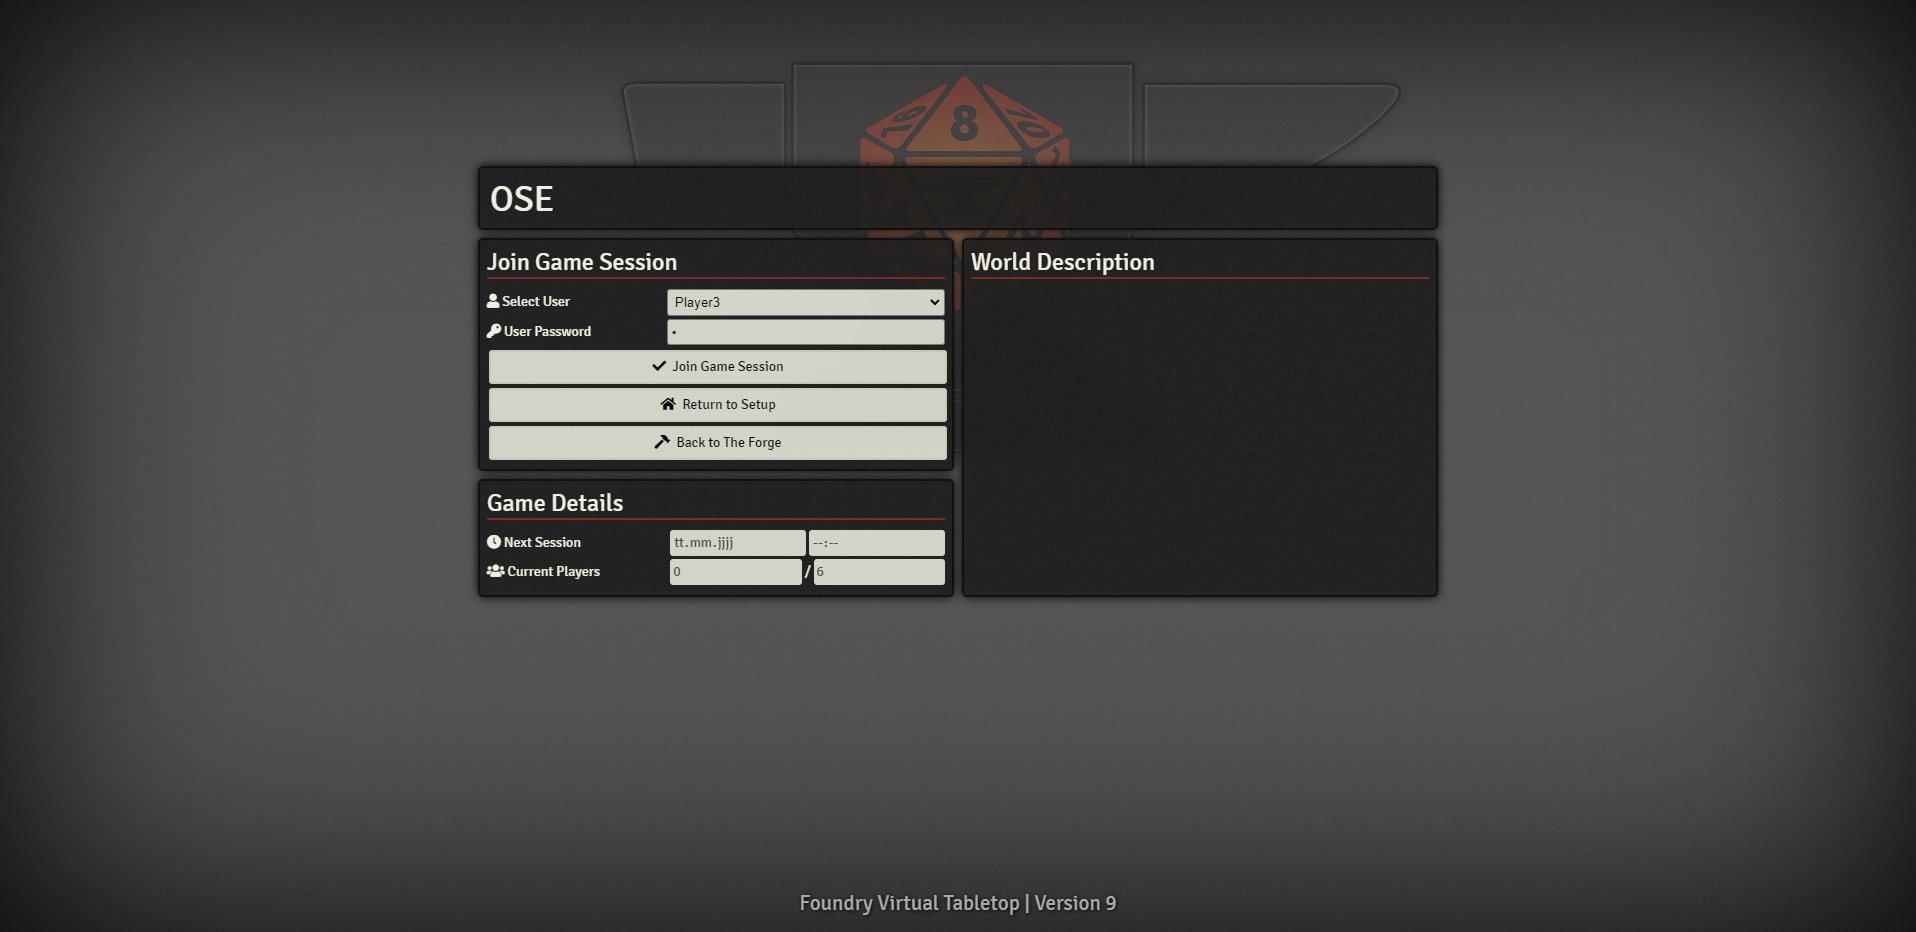 8
OSE
Join Game Session
World Description
Select User
Player3
User Password
•
Join Game Session
Return to Setup
Back to The Forge
Game Details
Next Session
tt.mm.jjjj
--:--
Current Players
0 / 6
Foundry Virtual Tabletop | Version 9